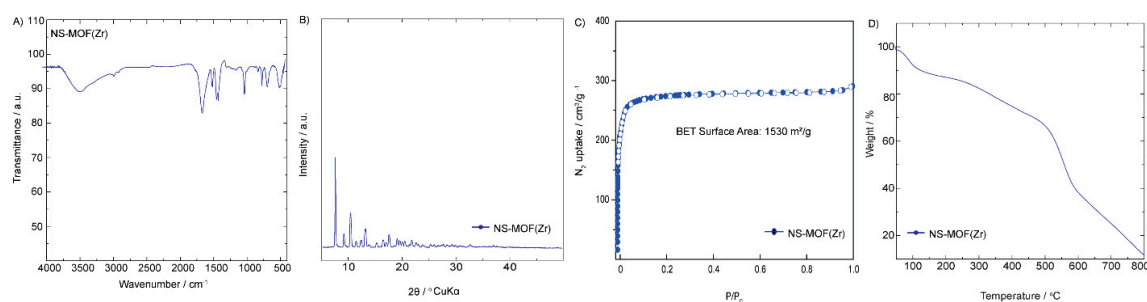 A)
NS-MOF(Zr)
Transmittance / a.u.
100
90
80
70
60
50
4000 3500 3000 2500 2000 1500 1000 500
Wavenumber / cm⁻¹
B)
Intensity / a.u.
NS-MOF(Zr)
10 20 30 40
2θ / °CuKα
C)
N₂ uptake / cm³/g⁻¹
400
300
200
100
BET Surface Area: 1530 m²/g
NS-MOF(Zr)
0 0.2 0.4 0.6 0.8 1.0
P/P₀
D)
Weight / %
100
80
60
40
20
NS-MOF(Zr)
100 200 300 400 500 600 700 800
Temperature / °C